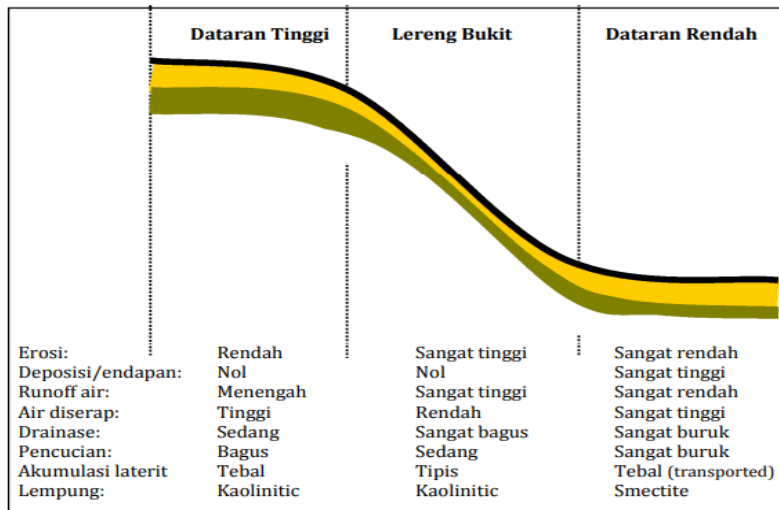 Dataran Tinggi Lereng Bukit Dataran Rendah
Erosi: Rendah Sangat tinggi Sangat rendah
Deposisi/endapan: Nol Nol Sangat tinggi
Runoff air: Menengah Sangat tinggi Sangat rendah
Air diserap: Tinggi Rendah Sangat tinggi
Drainase: Sedang Sangat bagus Sangat buruk
Pencucian: Bagus Sedang Sangat buruk
Akumulasi laterit Tebal Tipis Tebal (transported)
Lempung: Kaolinitic Kaolinitic Smectite